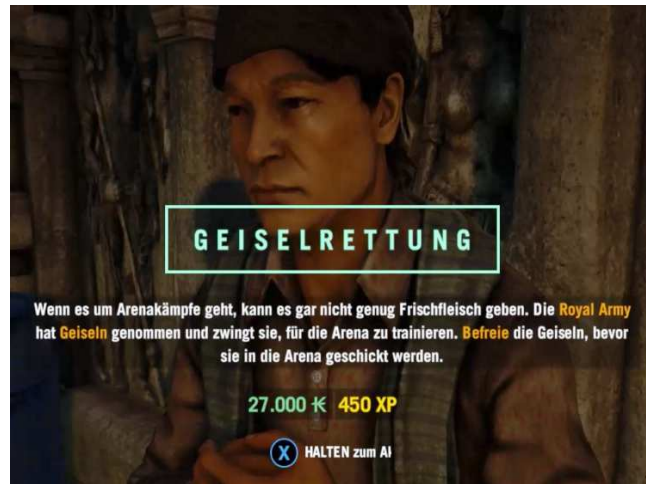 GEISELRETTUNG
Wenn es um Arenakämpfe geht, kann es gar nicht genug Frischfleisch geben. Die Royal Army
hat Geiseln genommen und zwingt sie, für die Arena zu trainieren. Befreie die Geiseln, bevor
sie in die Arena geschickt werden.
27.000 450 XP
X HALTEN zum